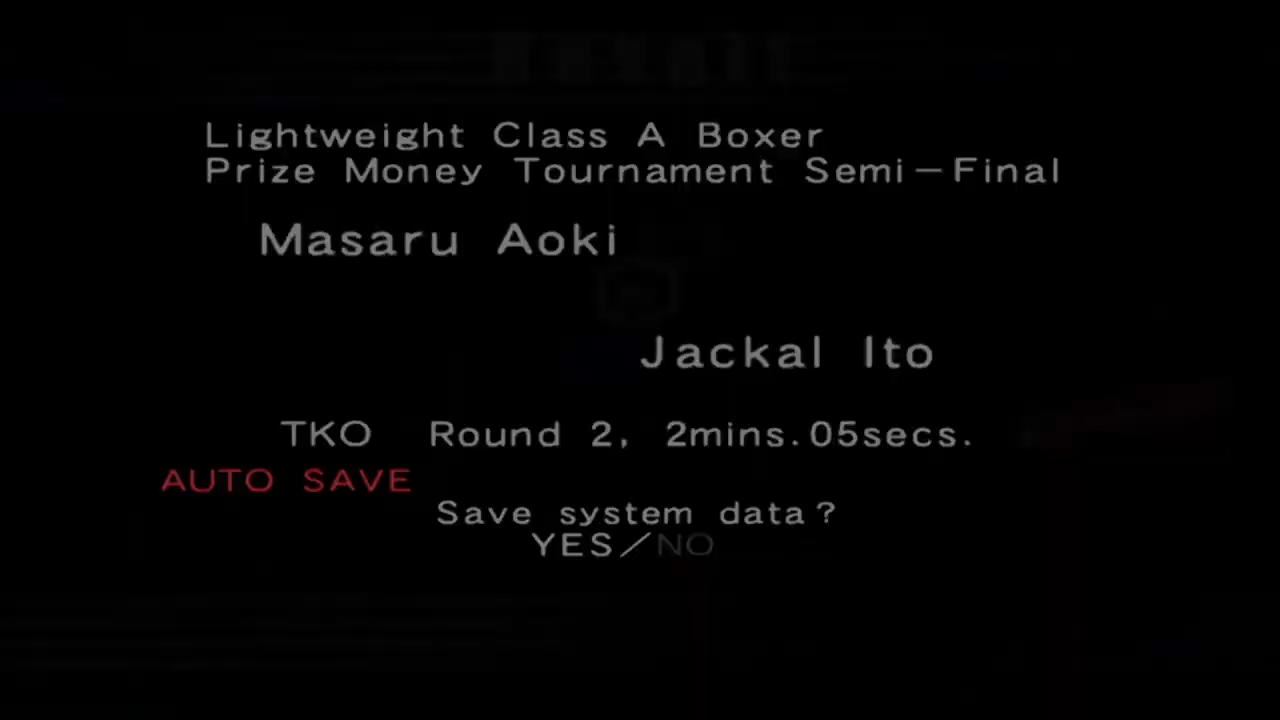 Lightweight Class A Boxer
Prize Money Tournament Semi-Final
Masaru Aoki
Jackal Ito
TKO Round 2, 2mins.05secs.
AUTO SAVE
Save system data?
YES/NO